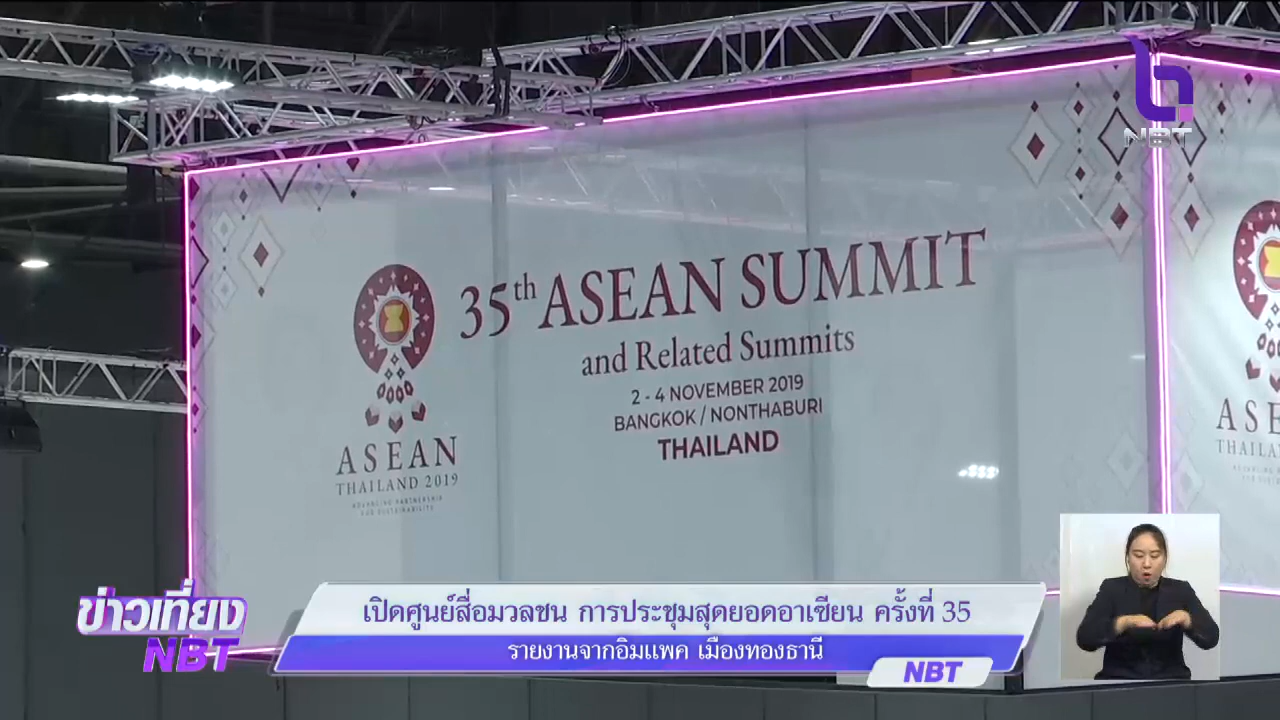 NBT
35th ASEAN SUMMIT
and Related Summits
2 - 4 NOVEMBER 2019
BANGKOK / NONTHABURI
THAILAND
ASEAN
THAILAND 2019
ADVANCING PARTNERSHIP
FOR SUSTAINABILITY
ข่าวเที่ยง
NBT
เปิดศูนย์สื่อมวลชน การประชุมสุดยอดอาเซียน ครั้งที่ 35
รายงานจากอิมแพค เมืองทองธานี
NBT